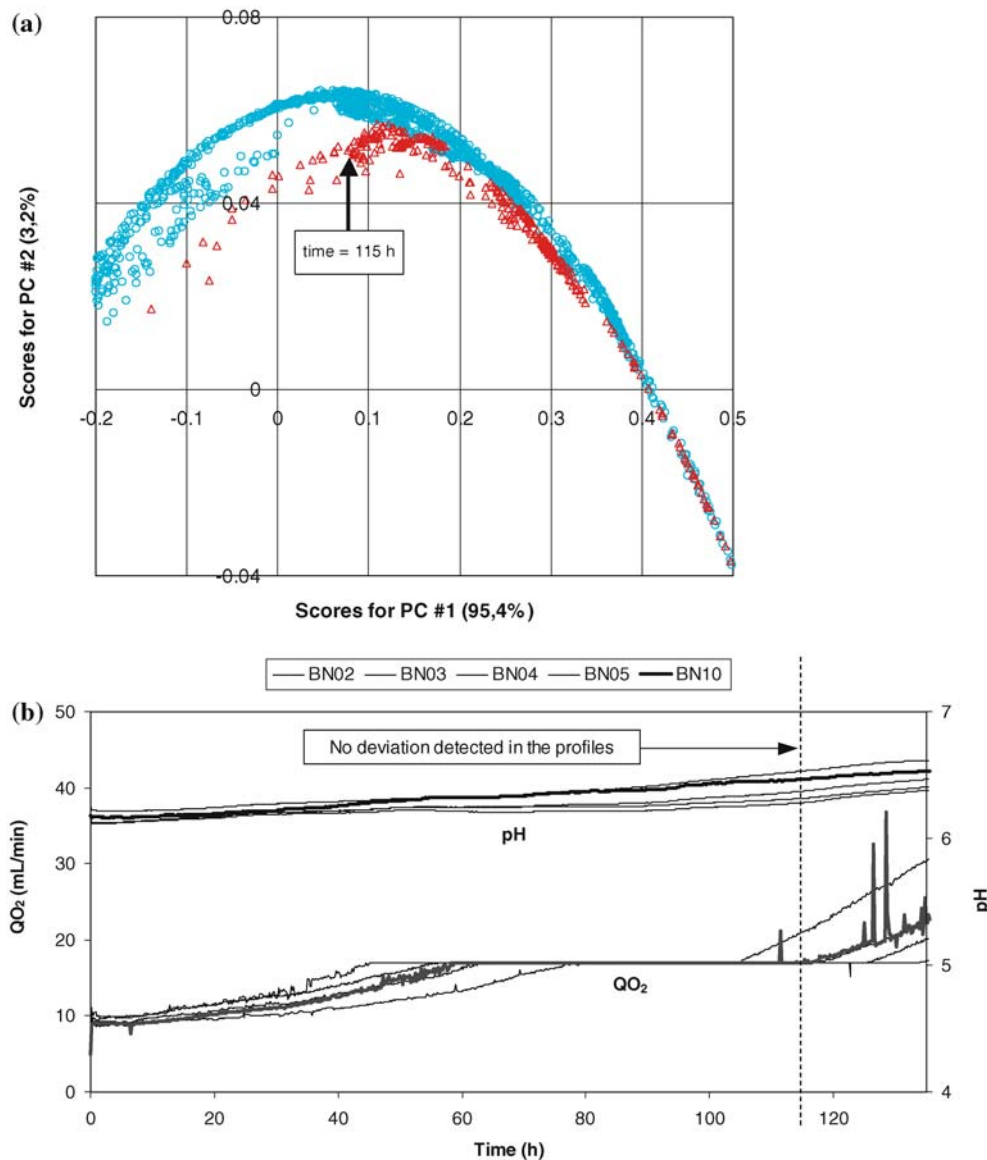 (a)
0.08
0.04
0
-0.04
-0.2
-0.1
0
0.1
0.2
0.3
0.4
0.5
time = 115 h
Scores for PC #2 (3,2%)
Scores for PC #1 (95,4%)
BN02
BN03
BN04
BN05
BN10
(b)
50
40
30
20
10
0
7
6
5
4
No deviation detected in the profiles
pH
QO₂
QO₂ (mL/min)
pH
0
20
40
60
80
100
120
Time (h)